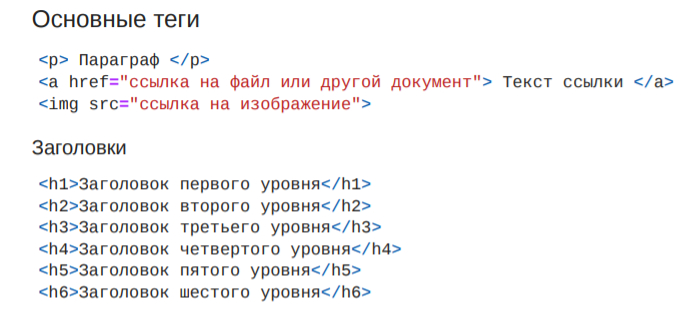 Основные теги
<p> Параграф </p>
<a href="ссылка на файл или другой документ"> Текст ссылки </a>
<img src="ссылка на изображение">
Заголовки
<h1>Заголовок первого уровня</h1>
<h2>Заголовок второго уровня</h2>
<h3>Заголовок третьего уровня</h3>
<h4>Заголовок четвертого уровня</h4>
<h5>Заголовок пятого уровня</h5>
<h6>Заголовок шестого уровня</h6>